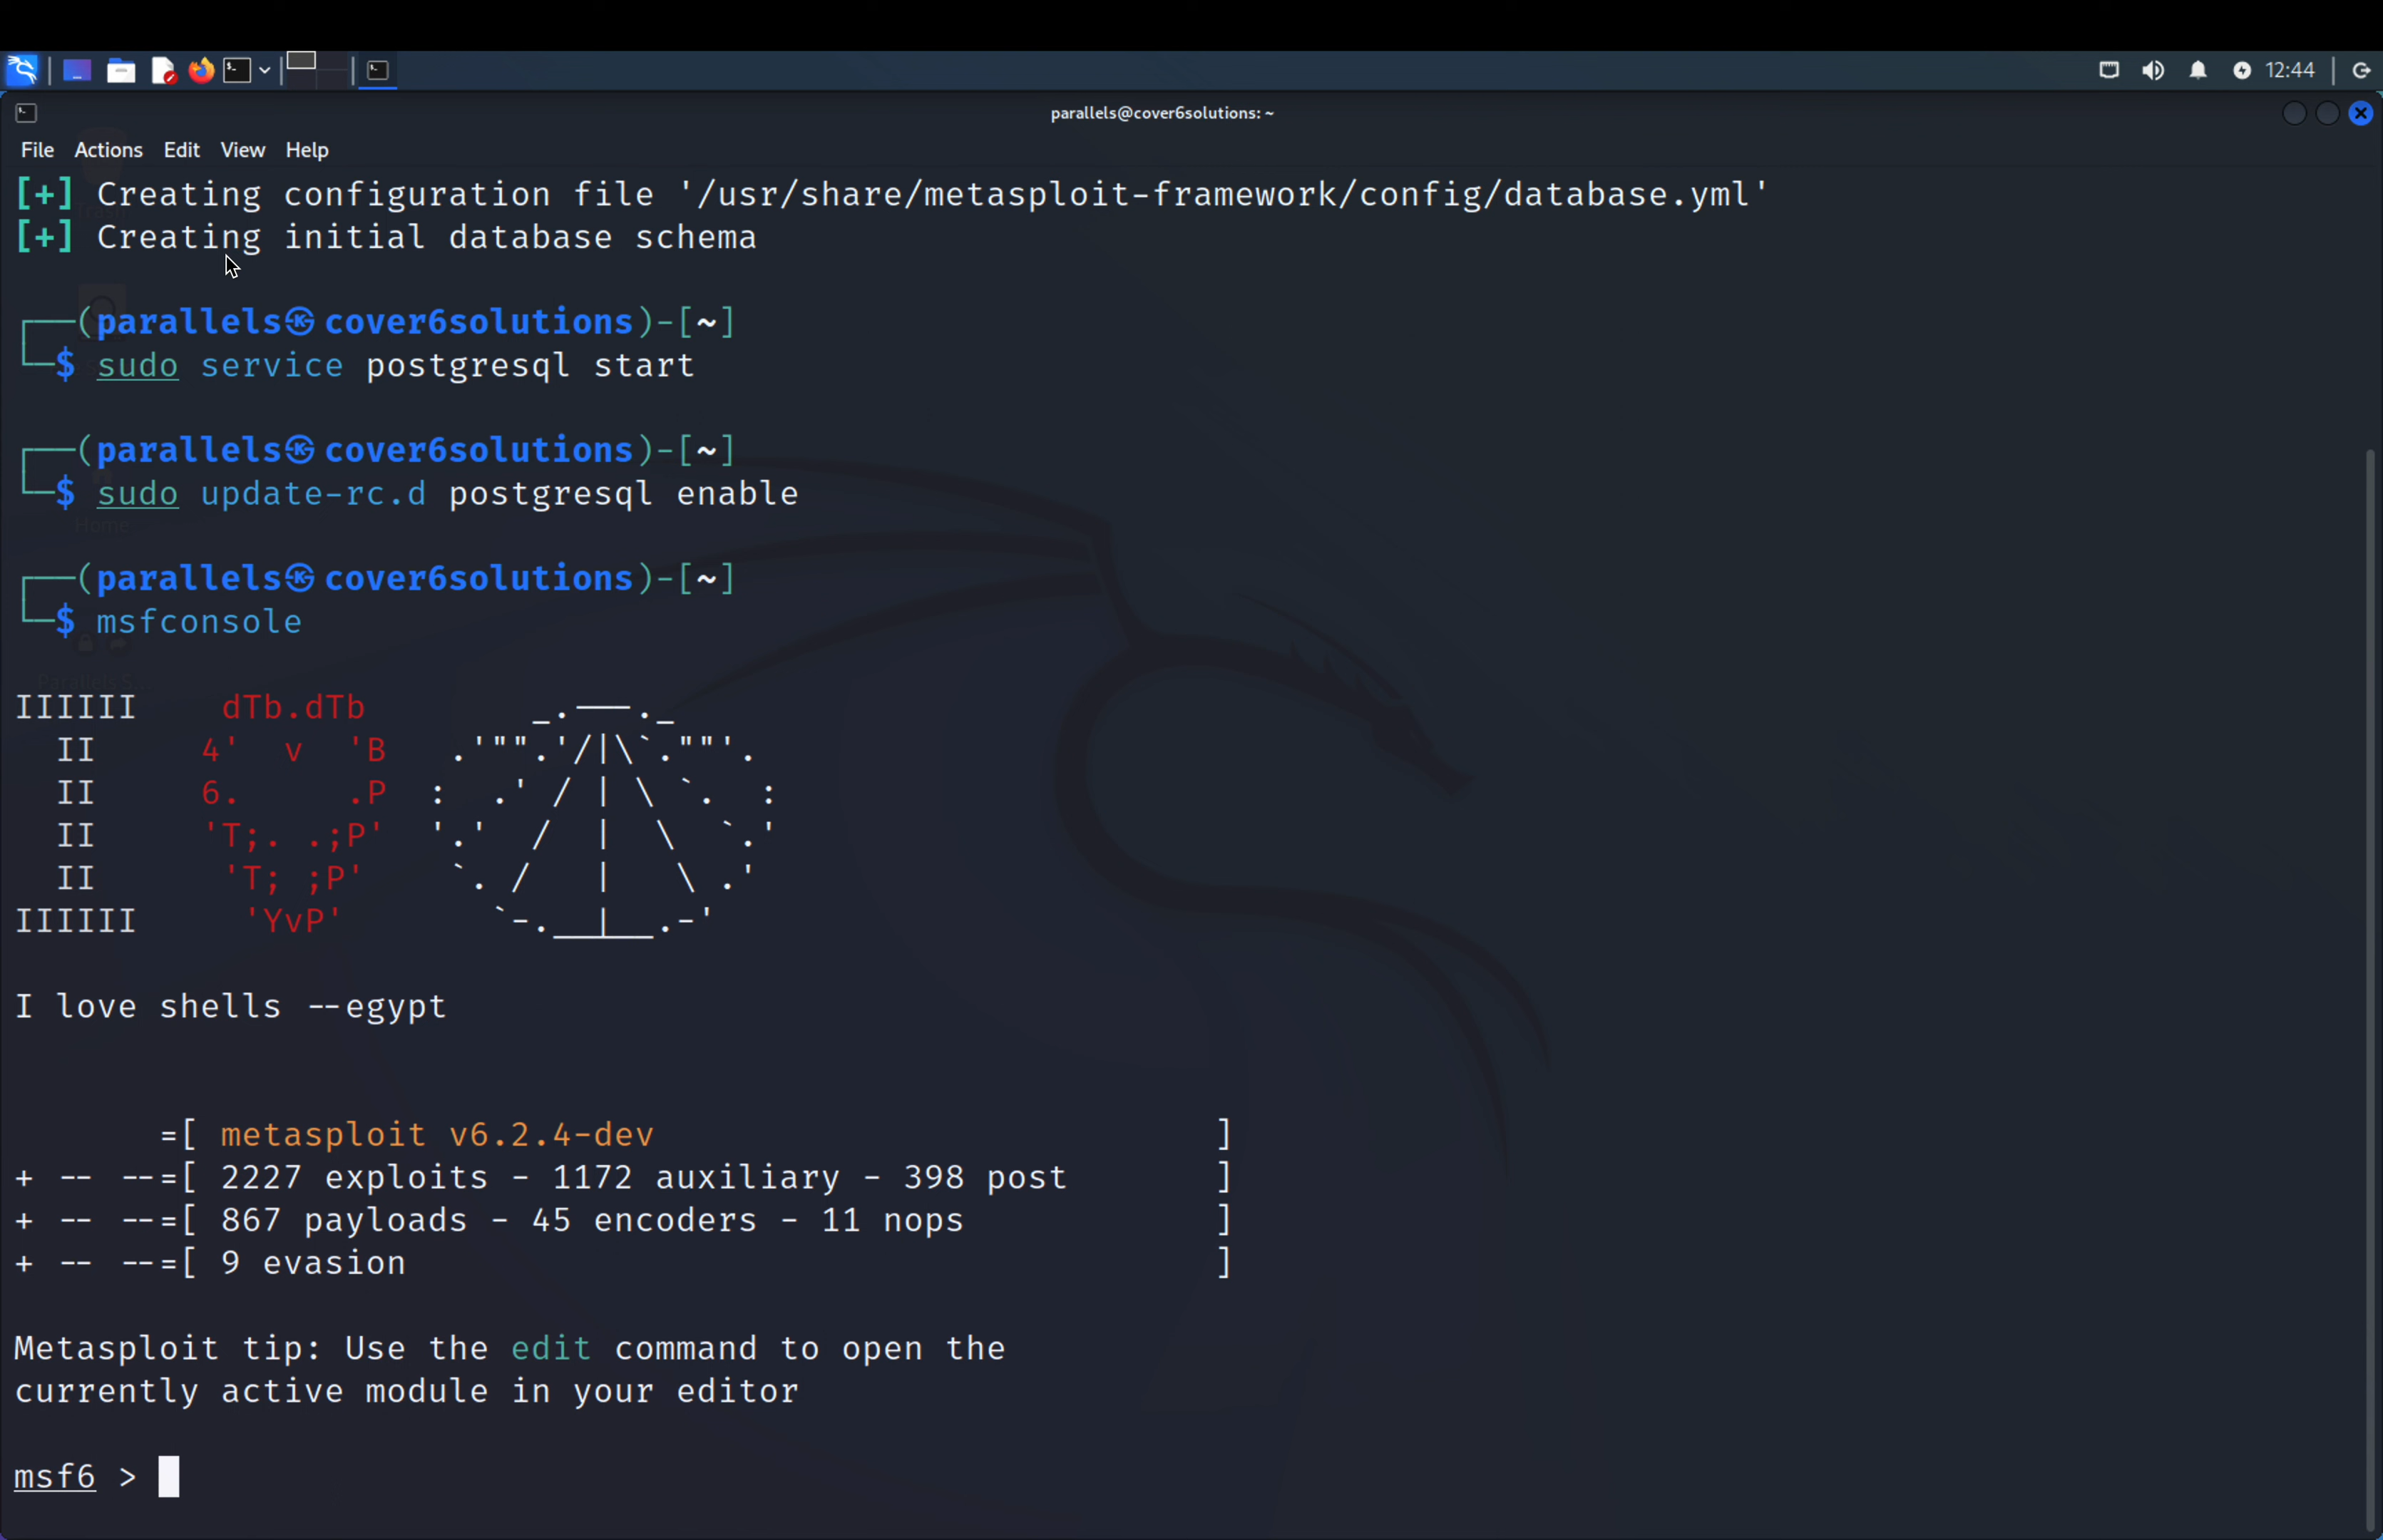 12:44
parallels@cover6solutions: ~
File Actions Edit View Help
[+] Creating configuration file '/usr/share/metasploit-framework/config/database.yml'
[+] Creating initial database schema
┌──(parallels㉿cover6solutions)-[~]
└─$ sudo service postgresql start
┌──(parallels㉿cover6solutions)-[~]
└─$ sudo update-rc.d postgresql enable
Home
┌──(parallels㉿cover6solutions)-[~]
└─$ msfconsole
Parallels S
IIIIII    dTb.dTb        _.---._
  II     4'  v  'B   .'"".'/|\`.""'.
  II     6.     .P  :  .' / | \ `.  :
  II     'T;. .;P'  '.'  /  |  \  `.'
  II      'T; ;P'    `. /   |   \ .'
IIIIII     'YvP'       `-.__|__.-'
I love shells --egypt
       =[ metasploit v6.2.4-dev                          ]
+ -- --=[ 2227 exploits - 1172 auxiliary - 398 post       ]
+ -- --=[ 867 payloads - 45 encoders - 11 nops            ]
+ -- --=[ 9 evasion                                       ]
Metasploit tip: Use the edit command to open the
currently active module in your editor
msf6 >